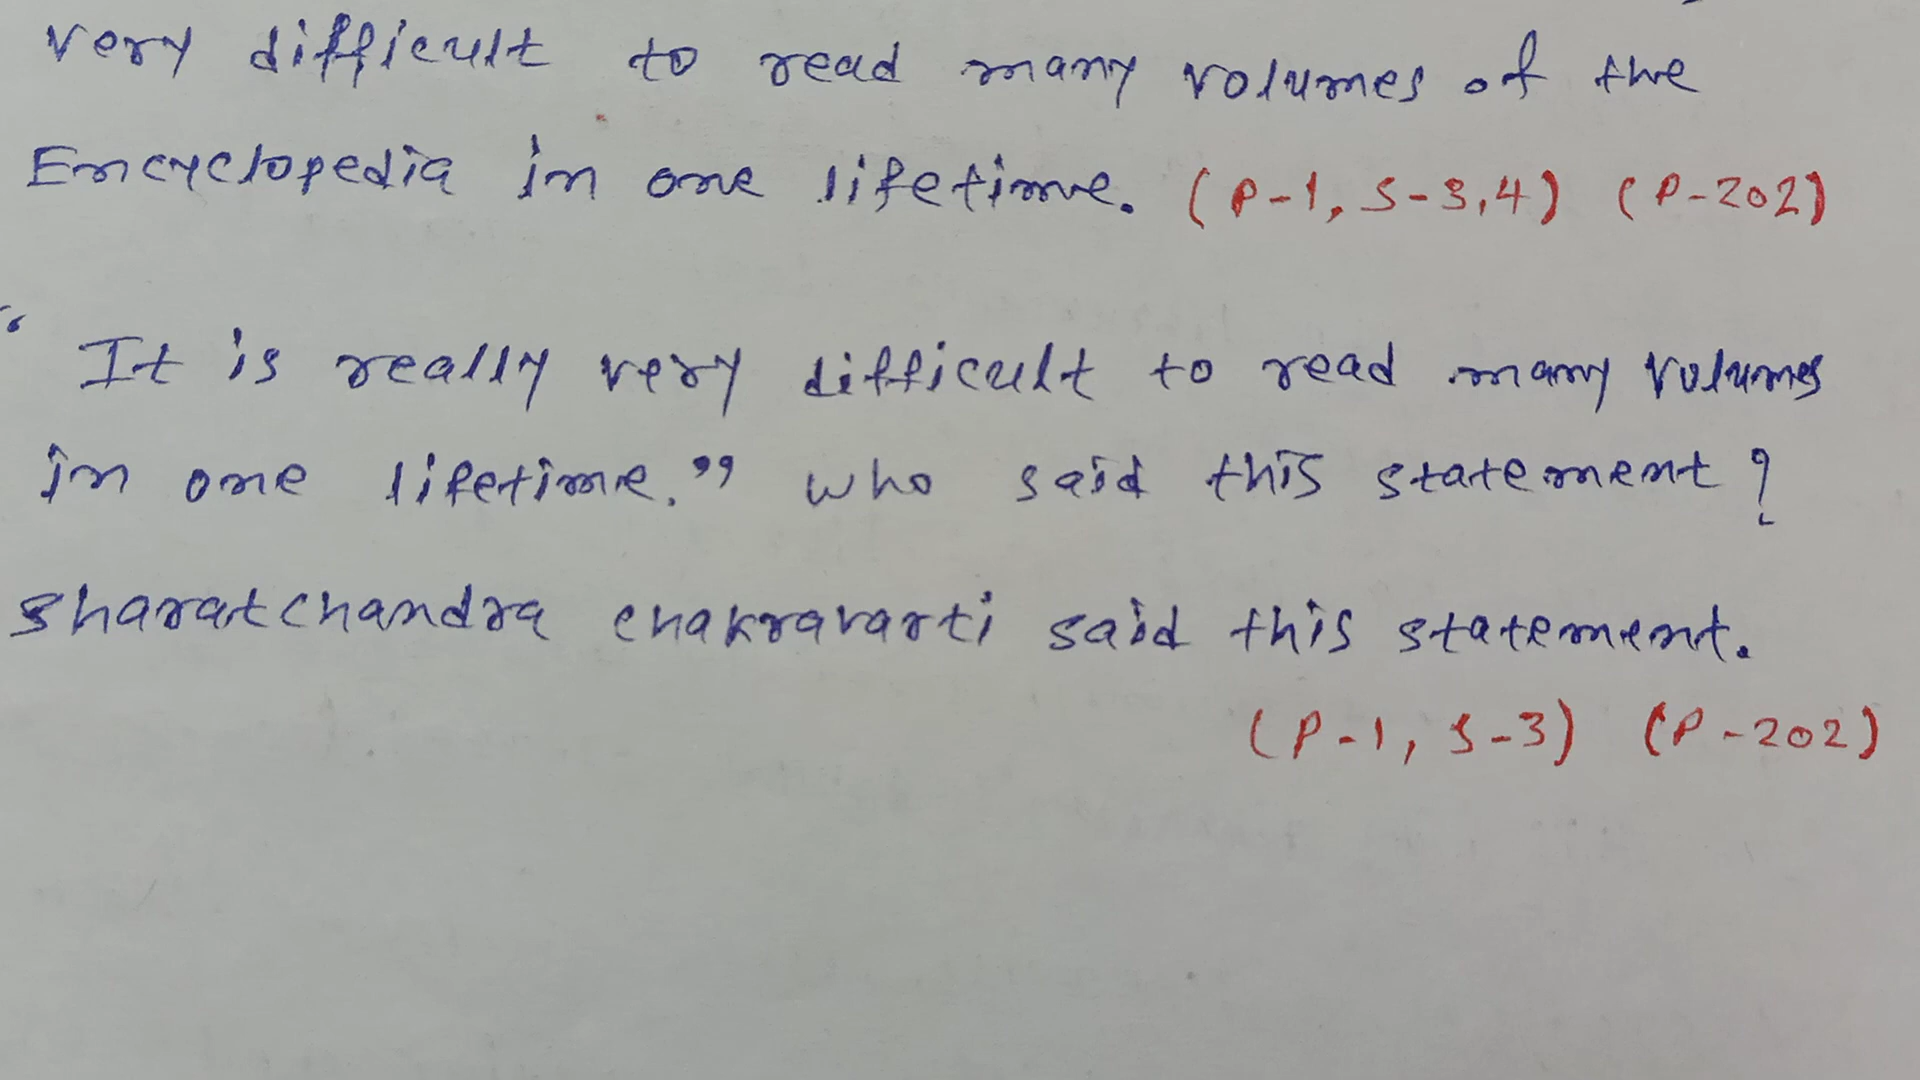 very difficult to read many volumes of the
Encyclopedia in one lifetime. (P-1, S-3,4) (P-202)
“It is really very difficult to read many volumes
in one lifetime.” who said this statement?
Sharatchandra chakravarti said this statement.
(P-1, S-3) (P-202)